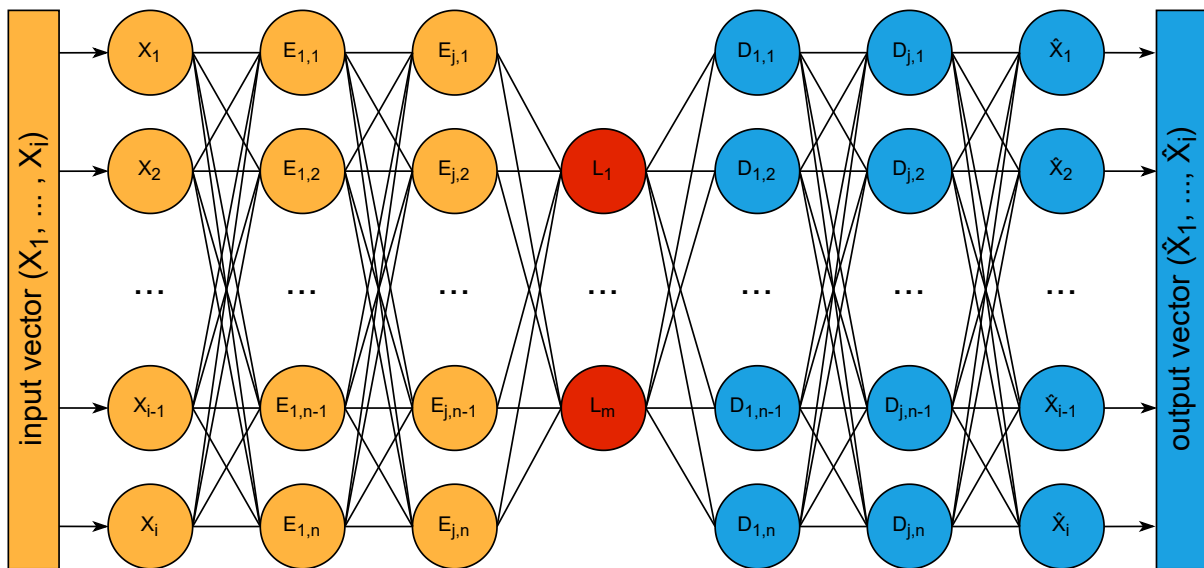 input vector (X₁, ... , Xᵢ)
X₁ E₁,₁ Eⱼ,₁ D₁,₁ Dⱼ,₁ X̂₁
X₂ E₁,₂ Eⱼ,₂ L₁ D₁,₂ Dⱼ,₂ X̂₂
... ... ... ... ... ... ...
Xᵢ₋₁ E₁,ₙ₋₁ Eⱼ,ₙ₋₁ Lₘ D₁,ₙ₋₁ Dⱼ,ₙ₋₁ X̂ᵢ₋₁
Xᵢ E₁,ₙ Eⱼ,ₙ D₁,ₙ Dⱼ,ₙ X̂ᵢ
output vector (X̂₁, ..., X̂ᵢ)